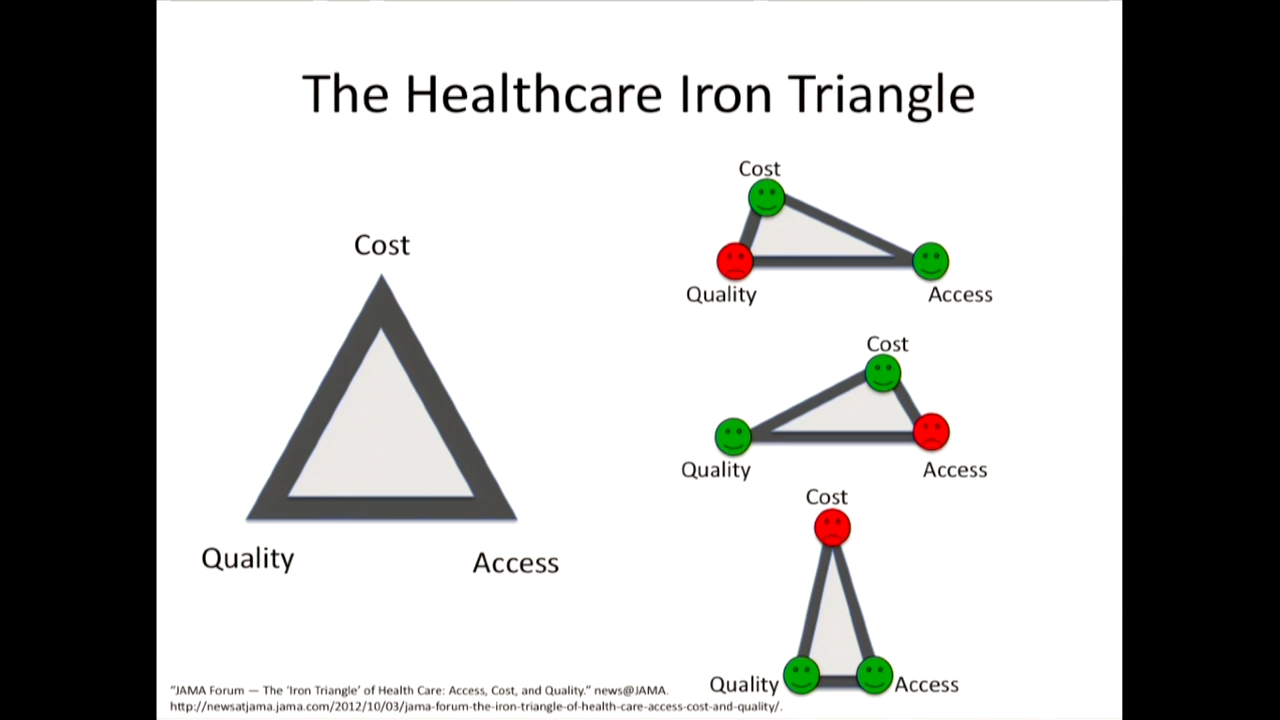 The Healthcare Iron Triangle
Cost
Quality
Access
Cost
Quality
Access
Cost
Quality
Access
Cost
Quality
Access
"JAMA Forum — The ‘Iron Triangle’ of Health Care: Access, Cost, and Quality." news@JAMA.
http://newsatjama.jama.com/2012/10/03/jama-forum-the-iron-triangle-of-health-care-access-cost-and-quality/.